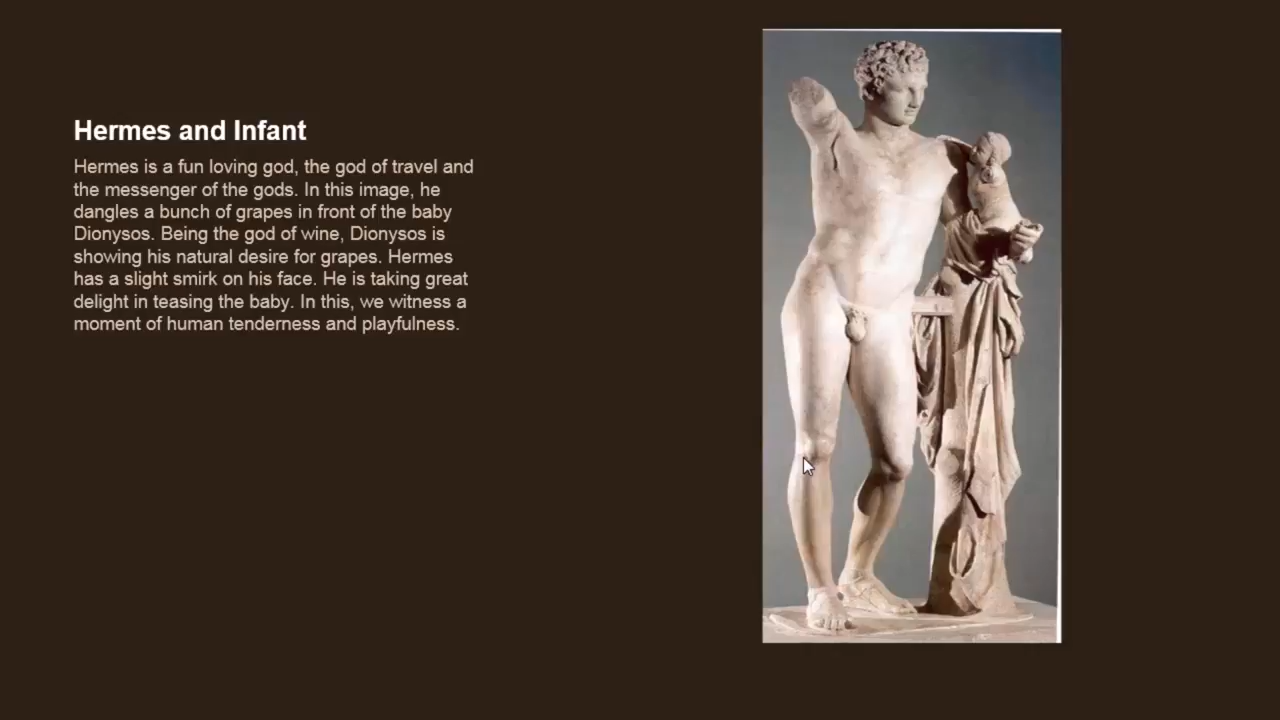 Hermes and Infant
Hermes is a fun loving god, the god of travel and
the messenger of the gods. In this image, he
dangles a bunch of grapes in front of the baby
Dionysos. Being the god of wine, Dionysos is
showing his natural desire for grapes. Hermes
has a slight smirk on his face. He is taking great
delight in teasing the baby. In this, we witness a
moment of human tenderness and playfulness.